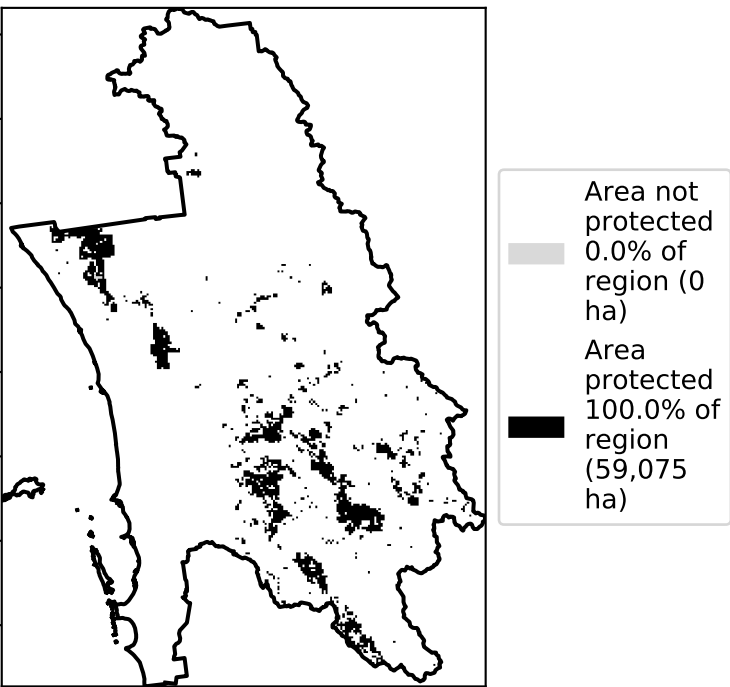 Area not
protected
0.0% of
region (0
ha)
Area
protected
100.0% of
region
(59,075
ha)